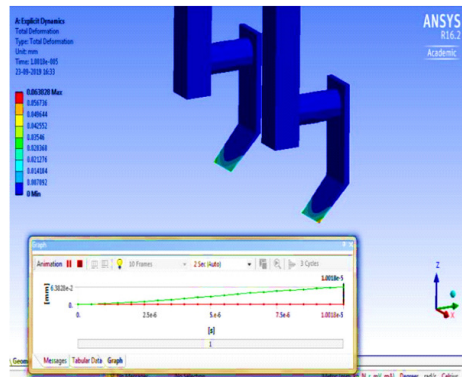 A: Explicit Dynamics
Total Deformation
Type: Total Deformation
Unit: mm
Time: 1.0018e-005
23-09-2019 16:33
0.063828 Max
0.056736
0.049644
0.042552
0.03546
0.028368
0.021276
0.014184
0.007092
0 Min
ANSYS
R16.2
Academic
Graph
Animation
10 Frames
2 Sec (Auto)
3 Cycles
1.0018e-5
6.3828e-2
[mm]
0.
0.
2.5e-6
5.e-6
7.5e-6
1.0018e-5
[s]
1
Messages
Tabular Data
Graph
Z
X